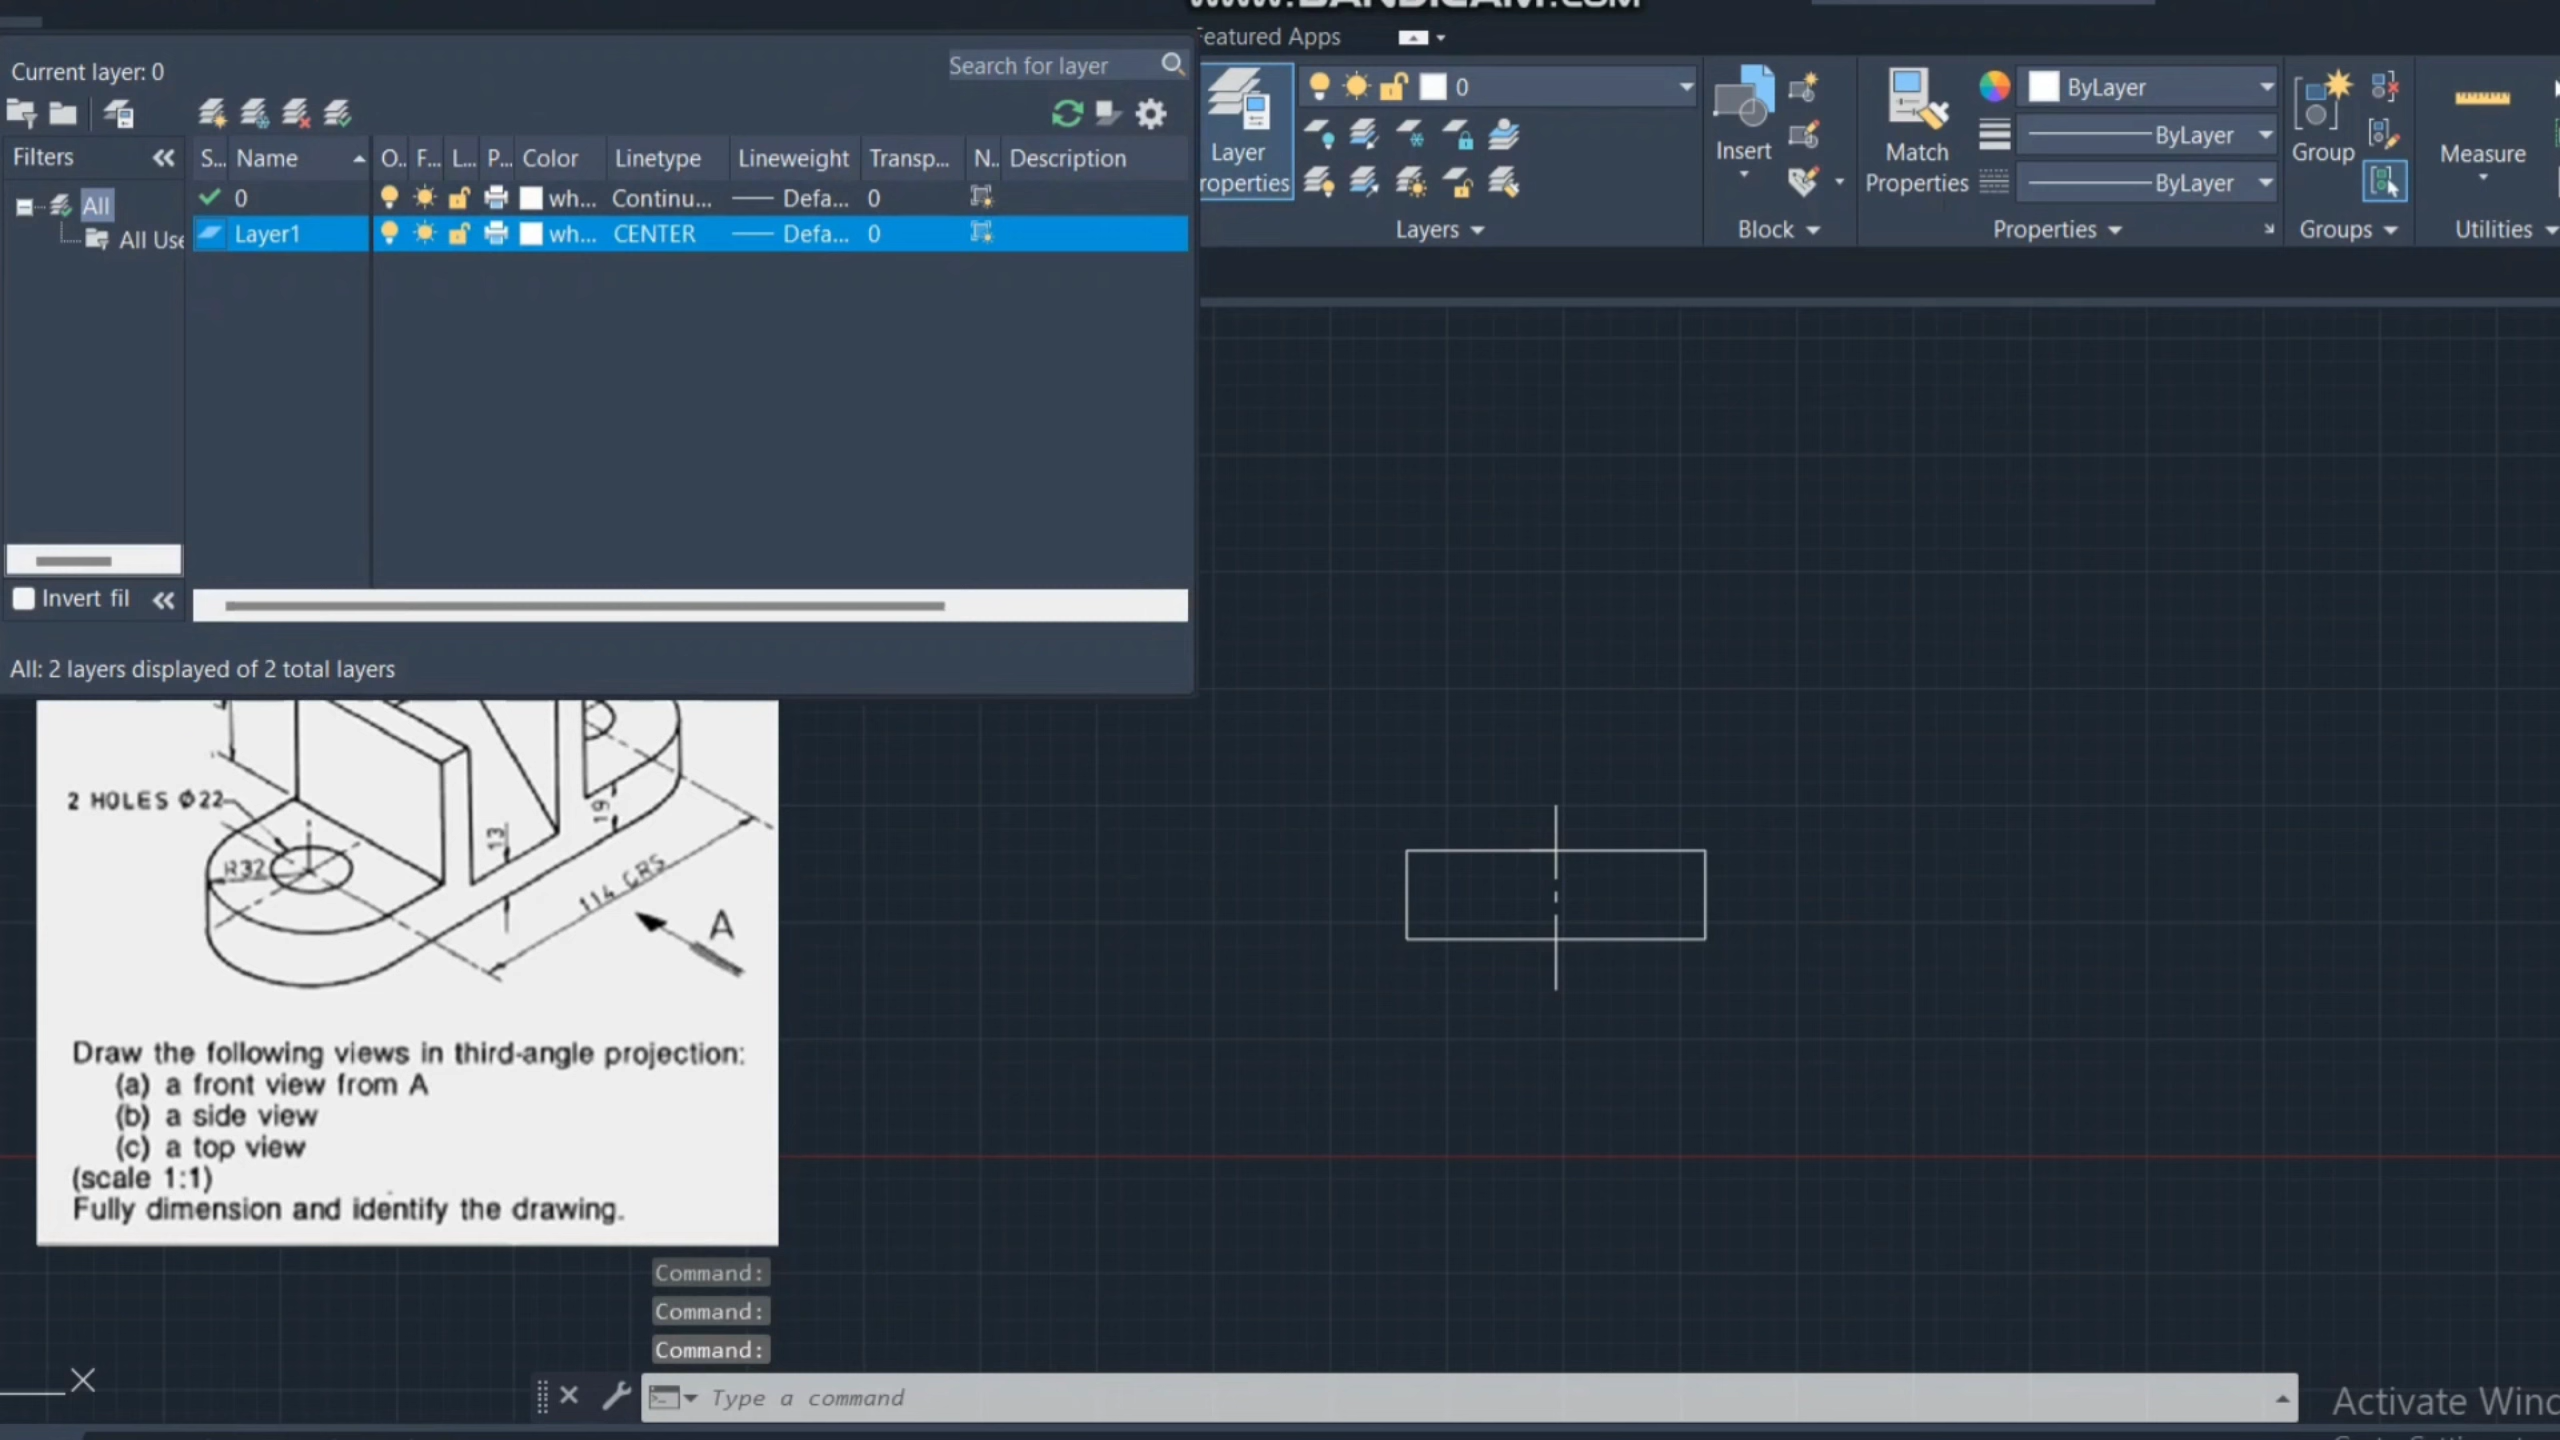 www.BANDICAM.com
Featured Apps
Current layer: 0
Search for layer
Filters
S... Name O.. F... L... P... Color Linetype Lineweight Transp... N.. Description
All
All Use
0 wh... Continu... Defa... 0
Layer1 wh... CENTER Defa... 0
Invert fil
All: 2 layers displayed of 2 total layers
Layer
roperties
0
Layers
Insert
Block
Match
Properties
ByLayer
ByLayer
ByLayer
Properties
Group
Groups
Measure
Utilities
2 HOLES Ø22
R32
13
19
114 CRS
A
Draw the following views in third-angle projection:
(a) a front view from A
(b) a side view
(c) a top view
(scale 1:1)
Fully dimension and identify the drawing.
Command:
Command:
Command:
Type a command
Activate Winc